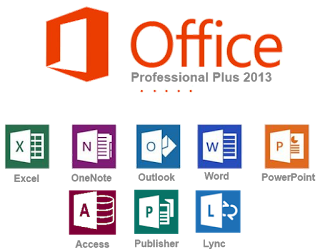 Office
Professional Plus 2013
X N O W P
Excel OneNote Outlook Word PowerPoint
A P L
Access Publisher Lync